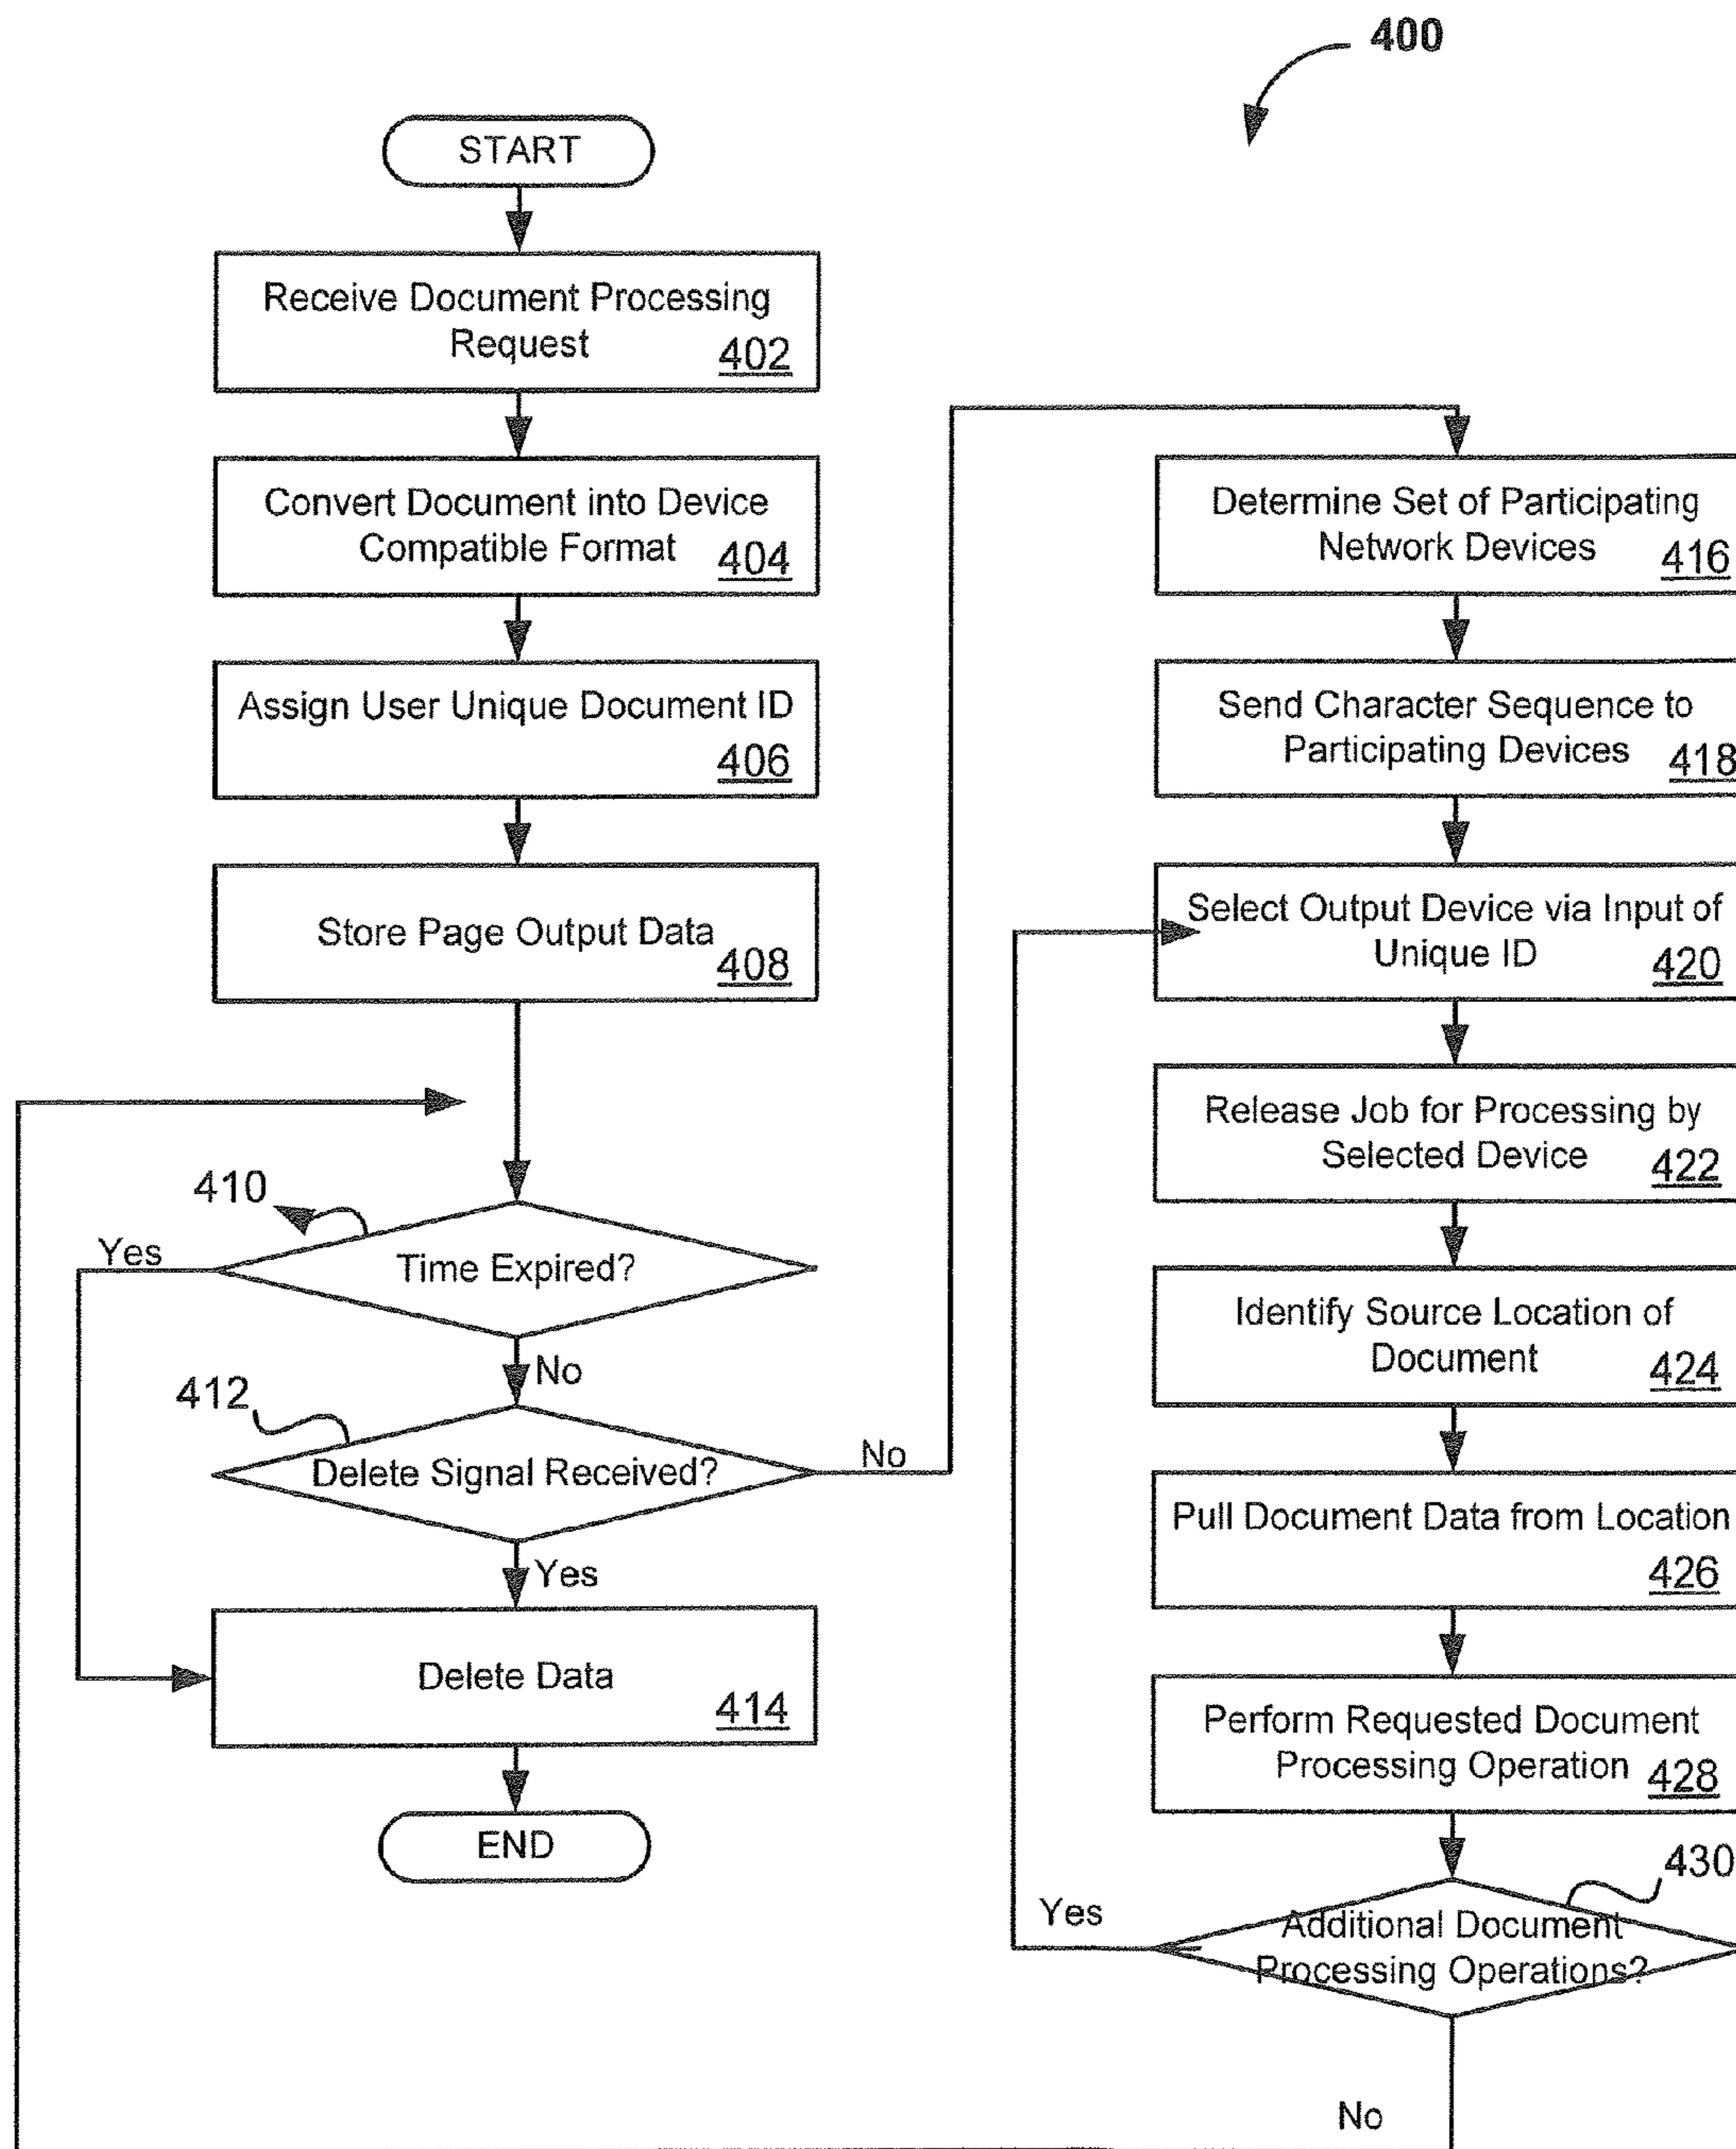 400
START
Receive Document Processing
Request
402
Convert Document into Device
Compatible Format
404
Assign User Unique Document ID
406
Store Page Output Data
408
410
Yes
Time Expired?
No
412
Delete Signal Received?
No
Yes
Delete Data
414
END
Determine Set of Participating
Network Devices
416
Send Character Sequence to
Participating Devices
418
Select Output Device via Input of
Unique ID
420
Release Job for Processing by
Selected Device
422
Identify Source Location of
Document
424
Pull Document Data from Location
426
Perform Requested Document
Processing Operation
428
430
Yes
Additional Document
Processing Operations?
No